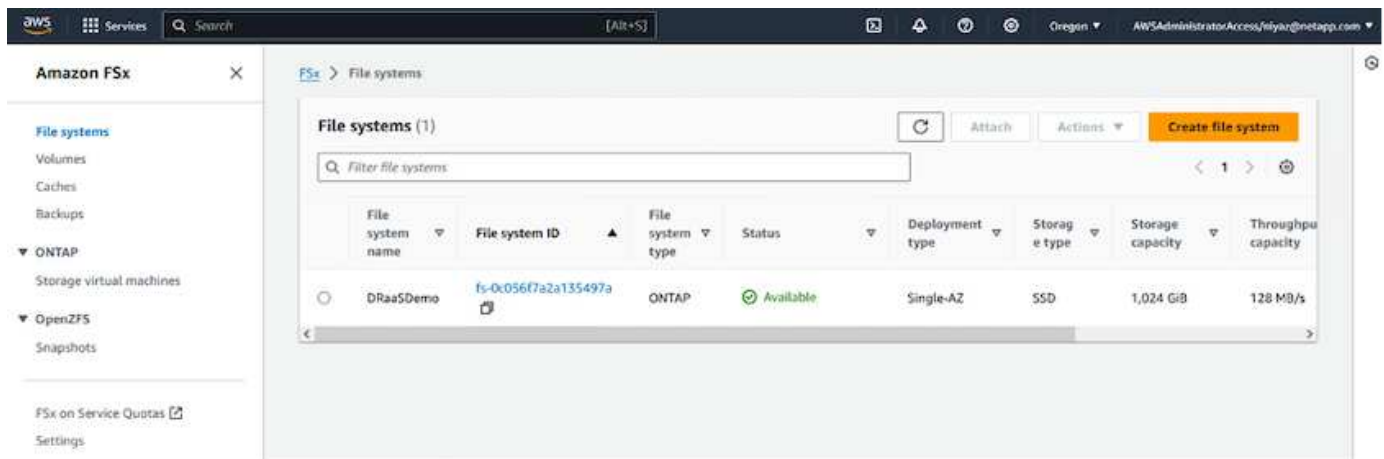 aws Services Search [Alt+S] Oregon AWSAdministratorAccess/niyaz@netapp.com
Amazon FSx
File systems
Volumes
Caches
Backups
ONTAP
Storage virtual machines
OpenZFS
Snapshots
FSx on Service Quotas
Settings
FSx > File systems
File systems (1) Attach Actions Create file system
Filter file systems
1
File system name File system ID File system type Status Deployment type Storag e type Storage capacity Throughpu capacity
DRaaSDemo fs-0c056f7a2a135497a ONTAP Available Single-AZ SSD 1,024 GiB 128 MB/s